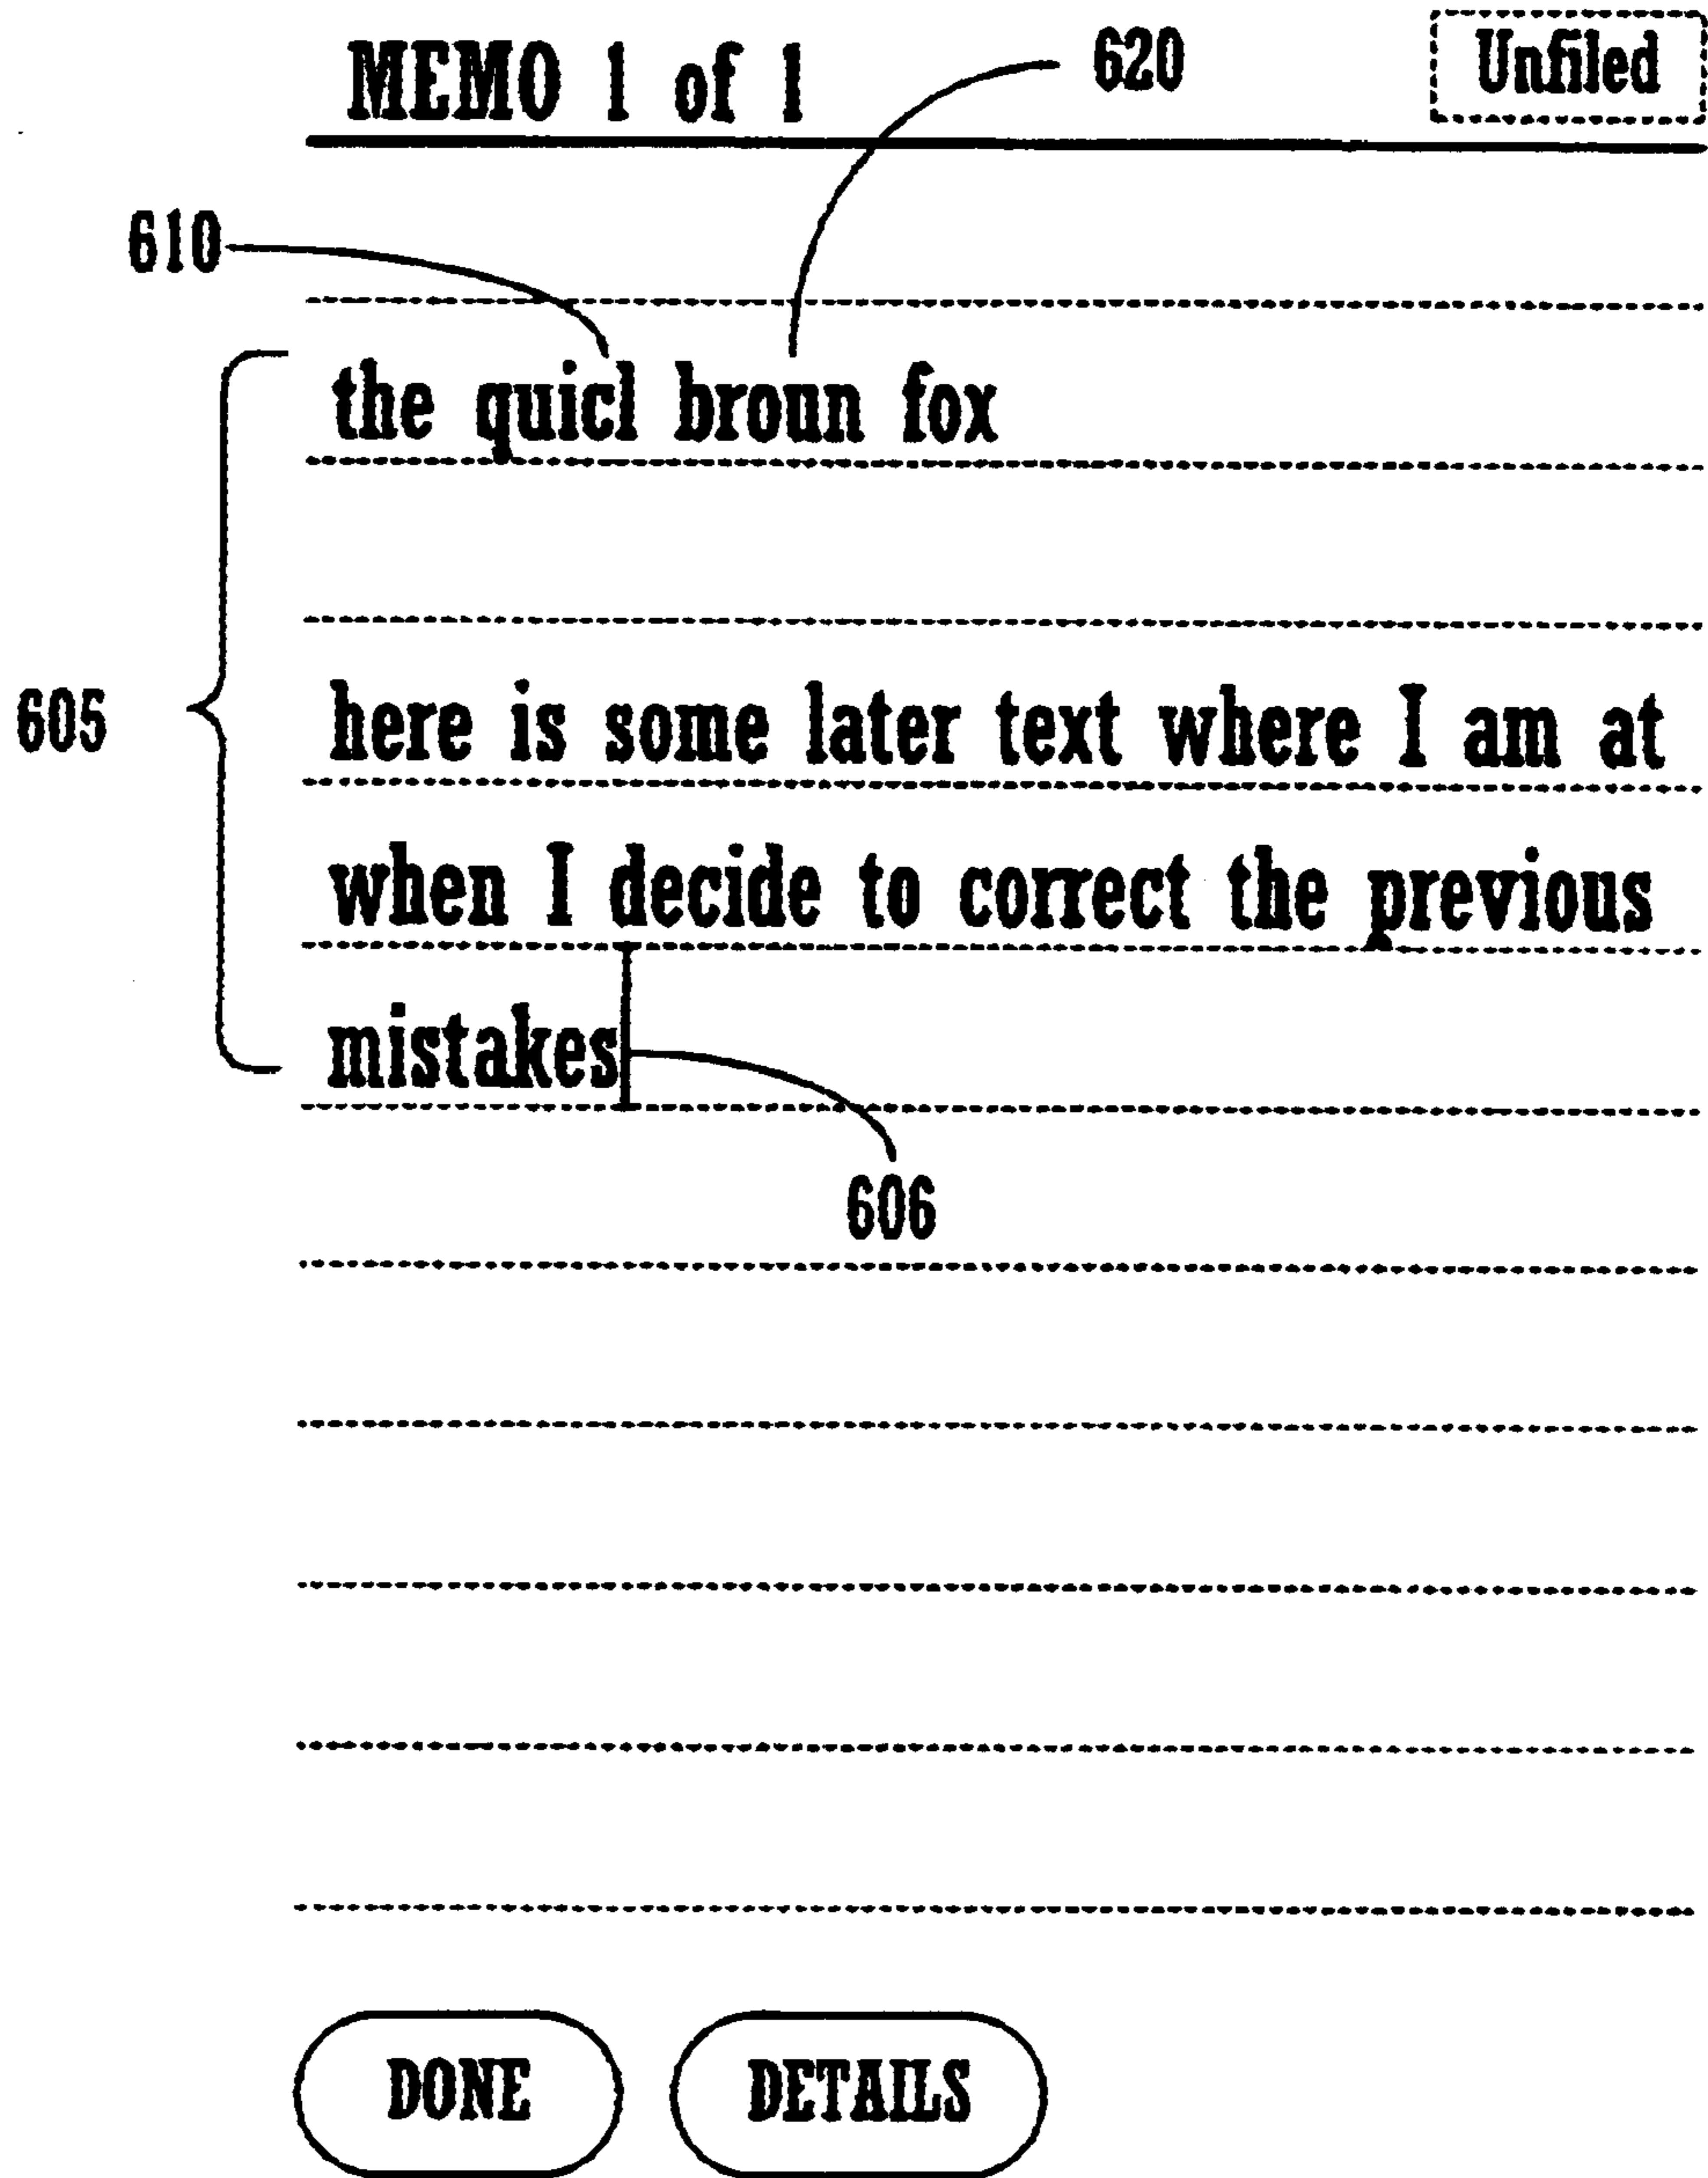 MEMO 1 of 1 620 Unfiled
610
the quicl broun fox
605 here is some later text where I am at
when I decide to correct the previous
mistakes
606
DONE DETAILS